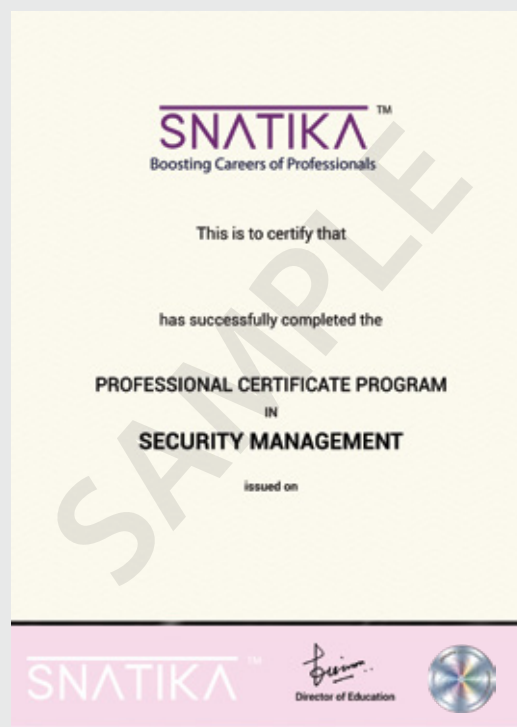 SNATIKA™
Boosting Careers of Professionals
This is to certify that
has successfully completed the
PROFESSIONAL CERTIFICATE PROGRAM
IN
SECURITY MANAGEMENT
issued on
SAMPLE
SNATIKA™
Director of Education